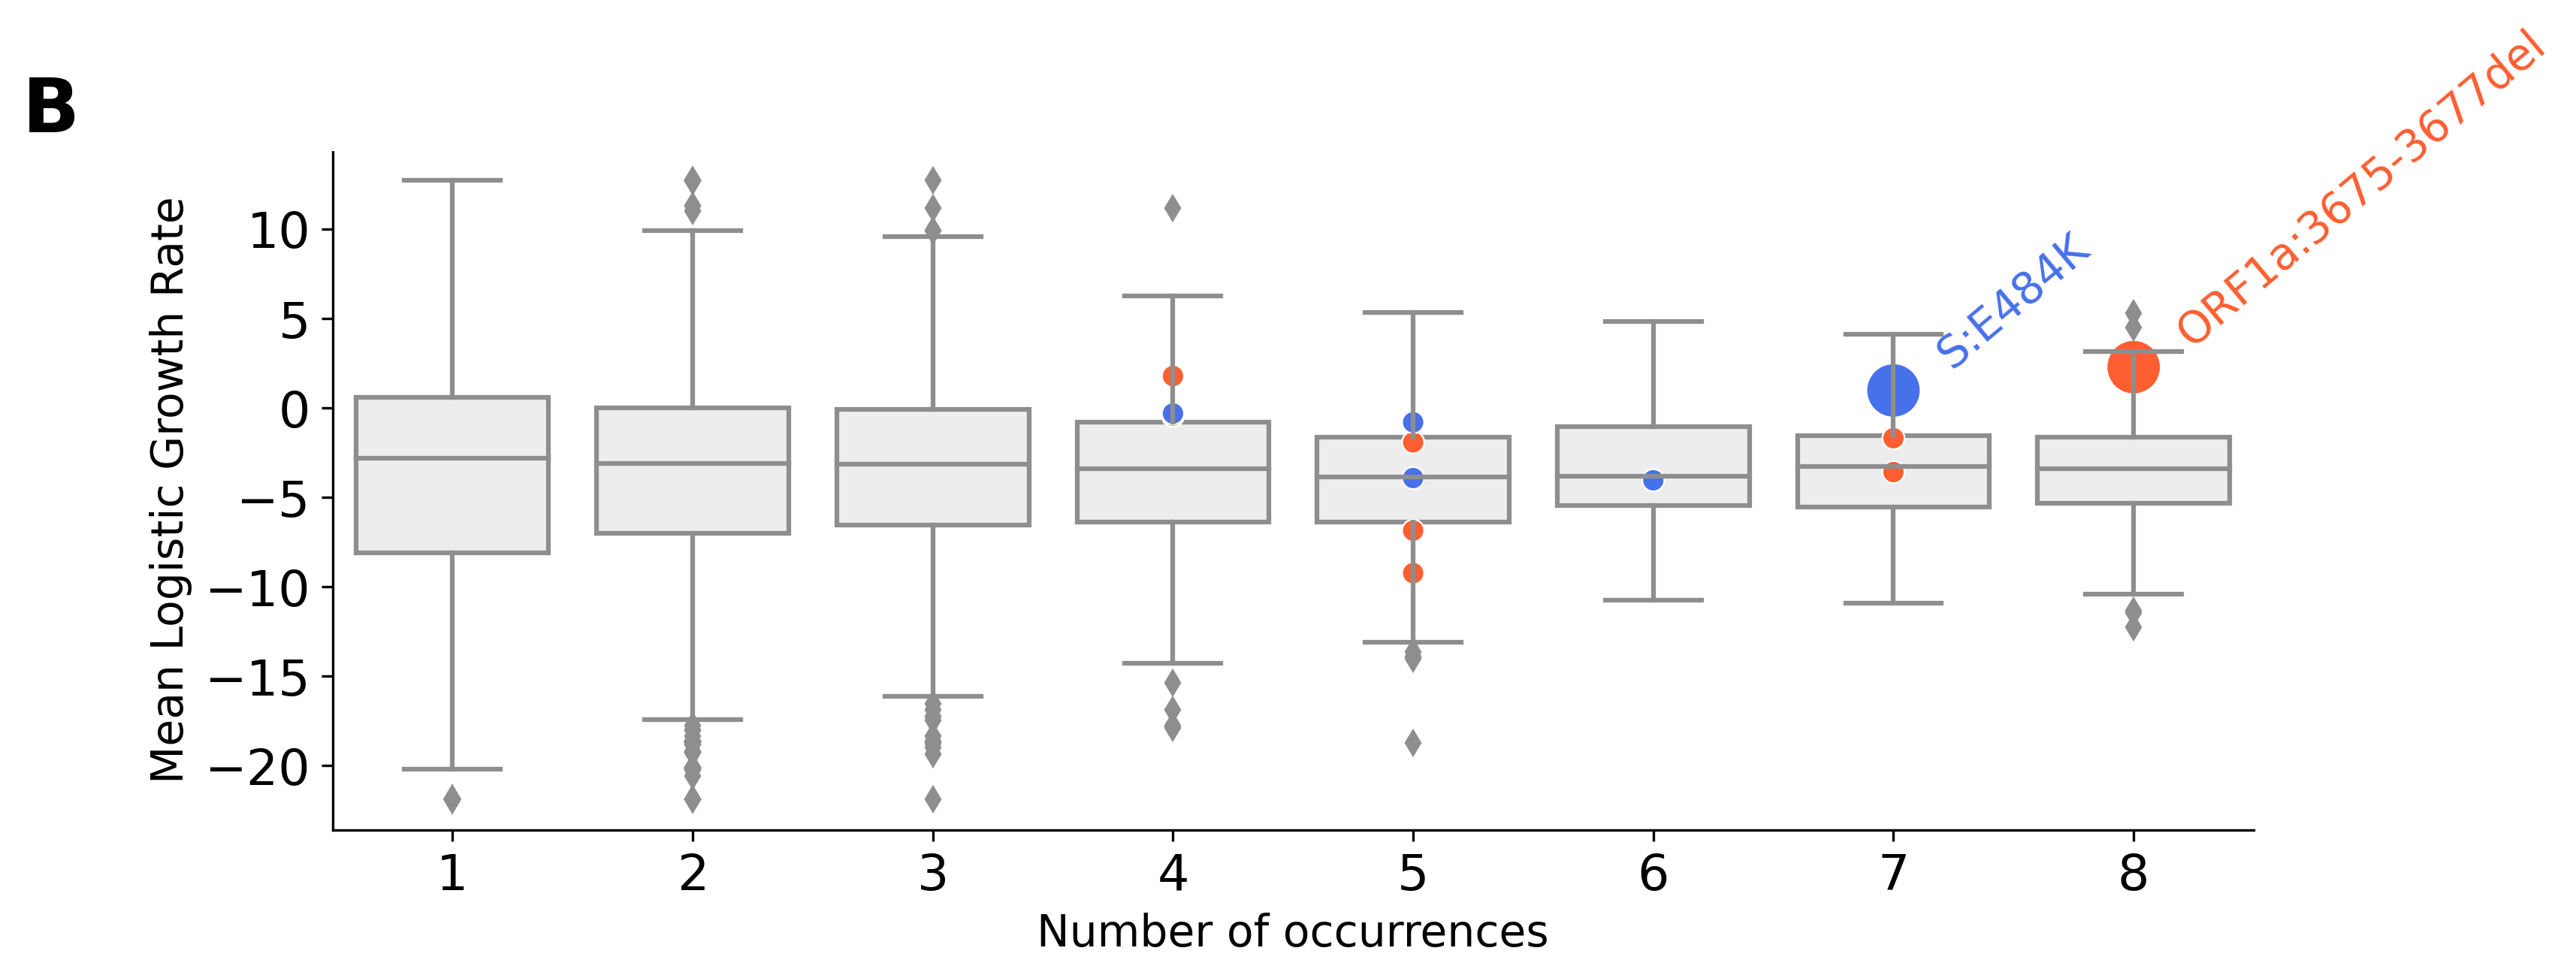 B
ORF1a:3675-3677del
S:E484K
Mean Logistic Growth Rate
10
5
0
−5
−10
−15
−20
1 2 3 4 5 6 7 8
Number of occurrences